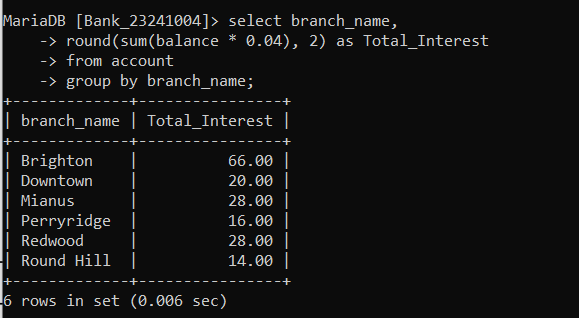 MariaDB [Bank_23241004]> select branch_name,
    -> round(sum(balance * 0.04), 2) as Total_Interest
    -> from account
    -> group by branch_name;
+-------------+----------------+
| branch_name | Total_Interest |
+-------------+----------------+
| Brighton    |          66.00 |
| Downtown    |          20.00 |
| Mianus      |          28.00 |
| Perryridge  |          16.00 |
| Redwood     |          28.00 |
| Round Hill  |          14.00 |
+-------------+----------------+
6 rows in set (0.006 sec)